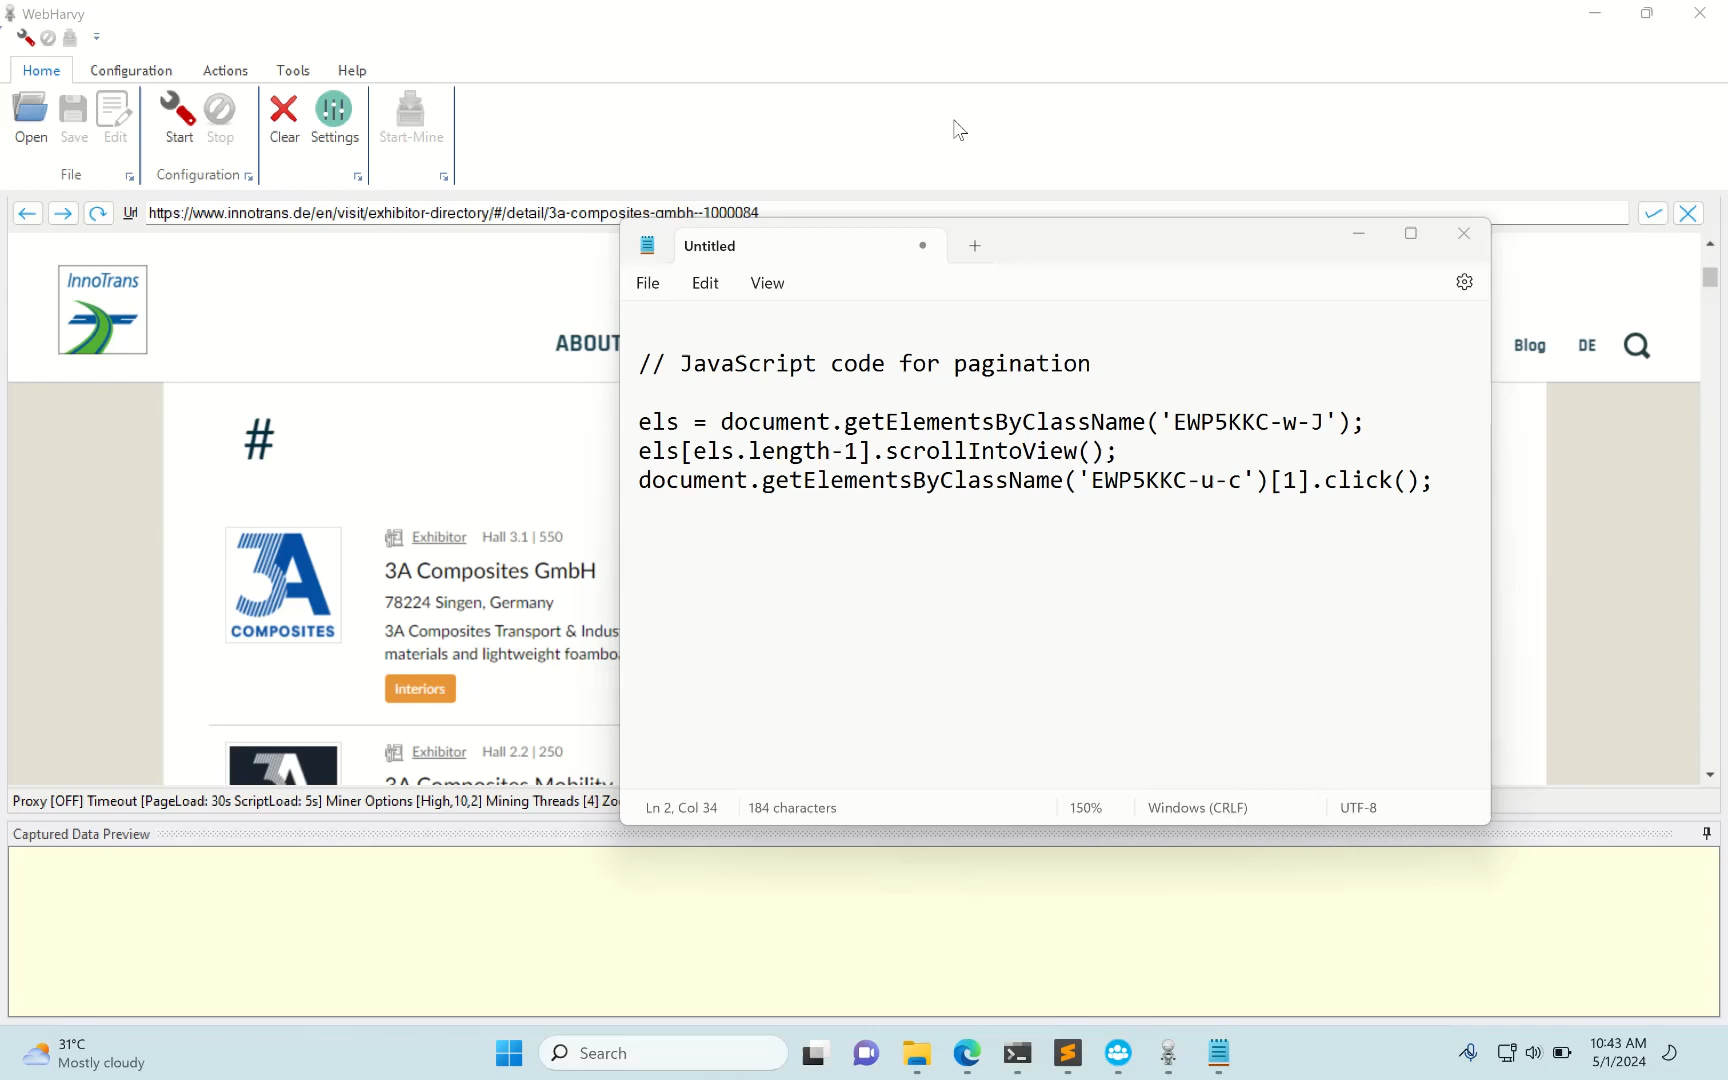 WebHarvy
Home Configuration Actions Tools Help
Open Save Edit Start Stop Clear Settings Start-Mine
File Configuration
Url https://www.innotrans.de/en/visit/exhibitor-directory/#/detail/3a-composites-gmbh--1000084
Untitled
File Edit View
InnoTrans
ABOUT
Blog DE
// JavaScript code for pagination
els = document.getElementsByClassName('EWP5KKC-w-J');
els[els.length-1].scrollIntoView();
document.getElementsByClassName('EWP5KKC-u-c')[1].click();
#
3A
COMPOSITES
Exhibitor Hall 3.1 | 550
3A Composites GmbH
78224 Singen, Germany
3A Composites Transport & Indus
materials and lightweight foambo
Interiors
3A
Exhibitor Hall 2.2 | 250
3A Composites Mobility
Ln 2, Col 34 184 characters 150% Windows (CRLF) UTF-8
Proxy [OFF] Timeout [PageLoad: 30s ScriptLoad: 5s] Miner Options [High,10,2] Mining Threads [4] Zo
Captured Data Preview
31°C
Mostly cloudy
Search
10:43 AM
5/1/2024